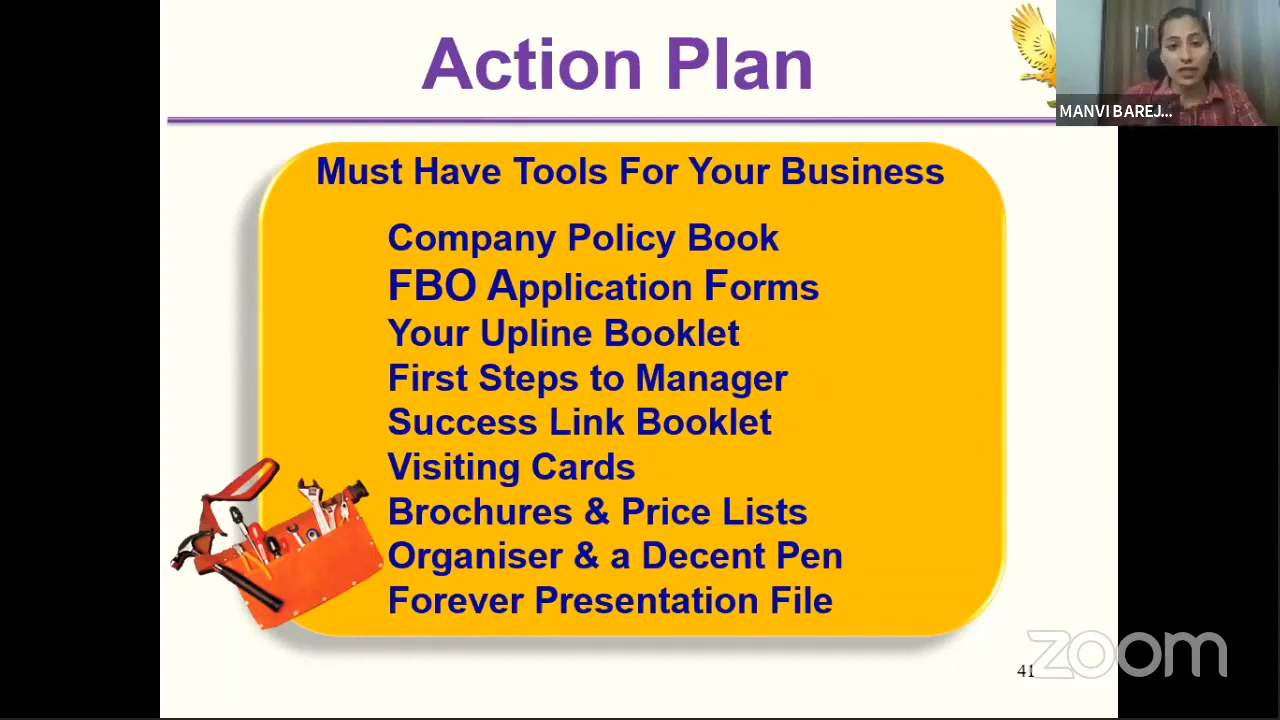 Action Plan
MANVI BAREJ...
Must Have Tools For Your Business
Company Policy Book
FBO Application Forms
Your Upline Booklet
First Steps to Manager
Success Link Booklet
Visiting Cards
Brochures & Price Lists
Organiser & a Decent Pen
Forever Presentation File
41
zoom